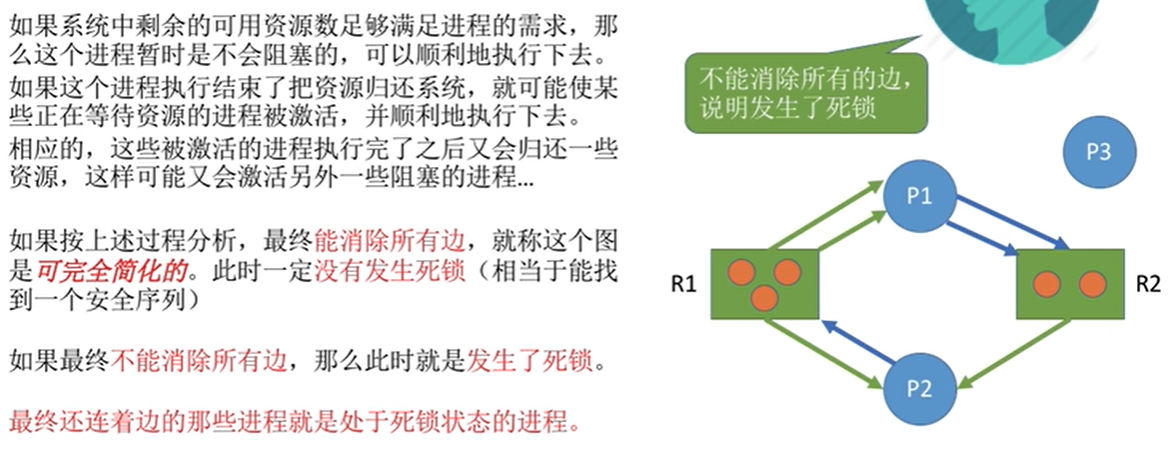 如果系统中剩余的可用资源数足够满足进程的需求，那
么这个进程暂时是不会阻塞的，可以顺利地执行下去。
如果这个进程执行结束了把资源归还系统，就可能使某
些正在等待资源的进程被激活，并顺利地执行下去。
相应的，这些被激活的进程执行完了之后又会归还一些
资源，这样可能又会激活另外一些阻塞的进程...
如果按上述过程分析，最终能消除所有边，就称这个图
是可完全简化的。此时一定没有发生死锁（相当于能找
到一个安全序列）
如果最终不能消除所有边，那么此时就是发生了死锁。
最终还连着边的那些进程就是处于死锁状态的进程。
不能消除所有的边，
说明发生了死锁
P3
P1
R1
R2
P2